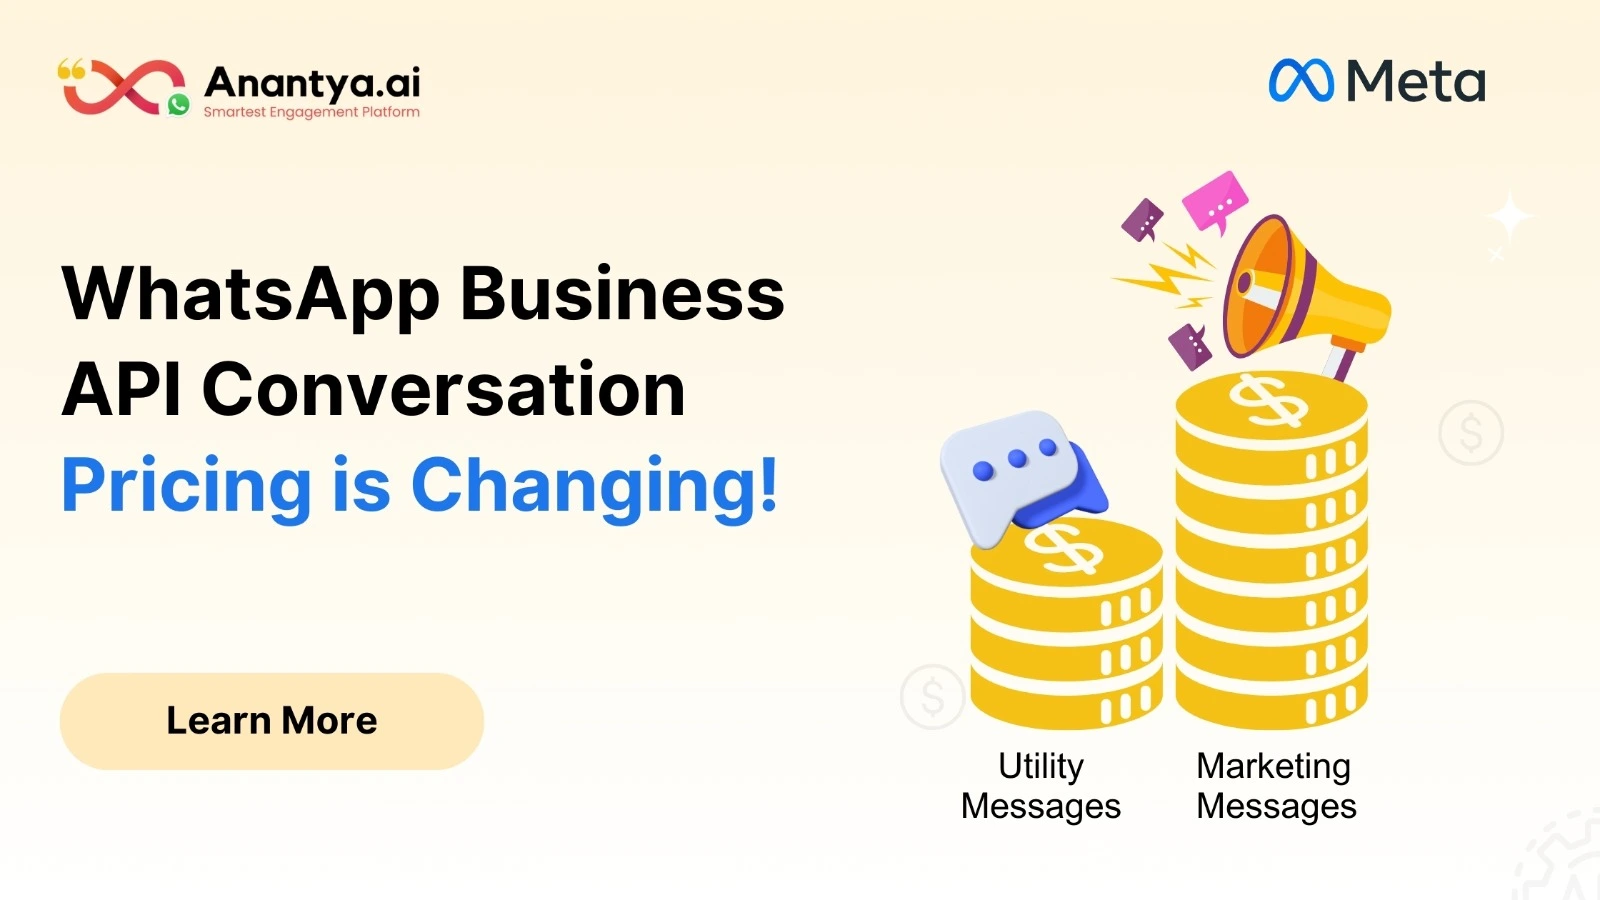 Anantya.ai
Smartest Engagement Platform
Meta
WhatsApp Business
API Conversation
Pricing is Changing!
Learn More
$
$
$
$
Utility
Messages
Marketing
Messages